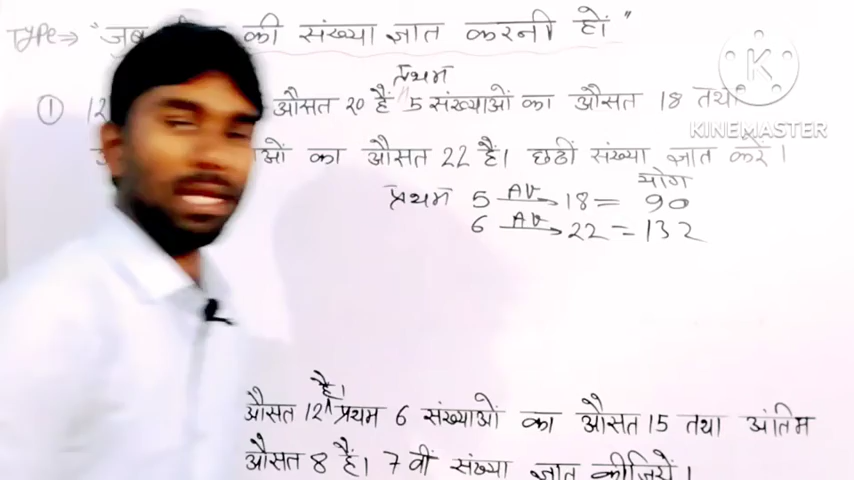 Type⇒ "जब की संख्या ज्ञात करनी हों"
प्रथम
① 12 औसत 20 हैं 5 संख्याओं का औसत 18 तथा
ओं का औसत 22 हैं। छठीं संख्या ज्ञात करें।
योग
प्रथम 5 AV→ 18 = 90
6 AV→ 22 = 132
है।
औसत 12 ^ प्रथम 6 संख्याओं का औसत 15 तथा अंतिम
औसत 8 हैं। 7 वीं संख्या ज्ञात कीजियें।
K
KINEMASTER